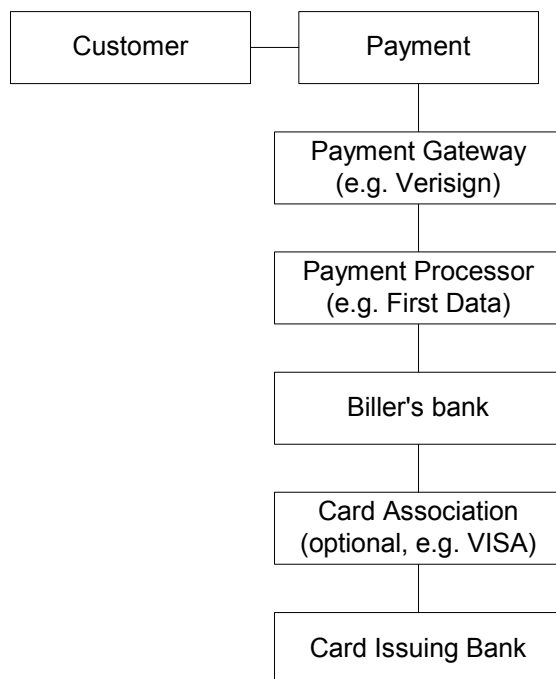 Customer
Payment
Payment Gateway
(e.g. Verisign)
Payment Processor
(e.g. First Data)
Biller's bank
Card Association
(optional, e.g. VISA)
Card Issuing Bank